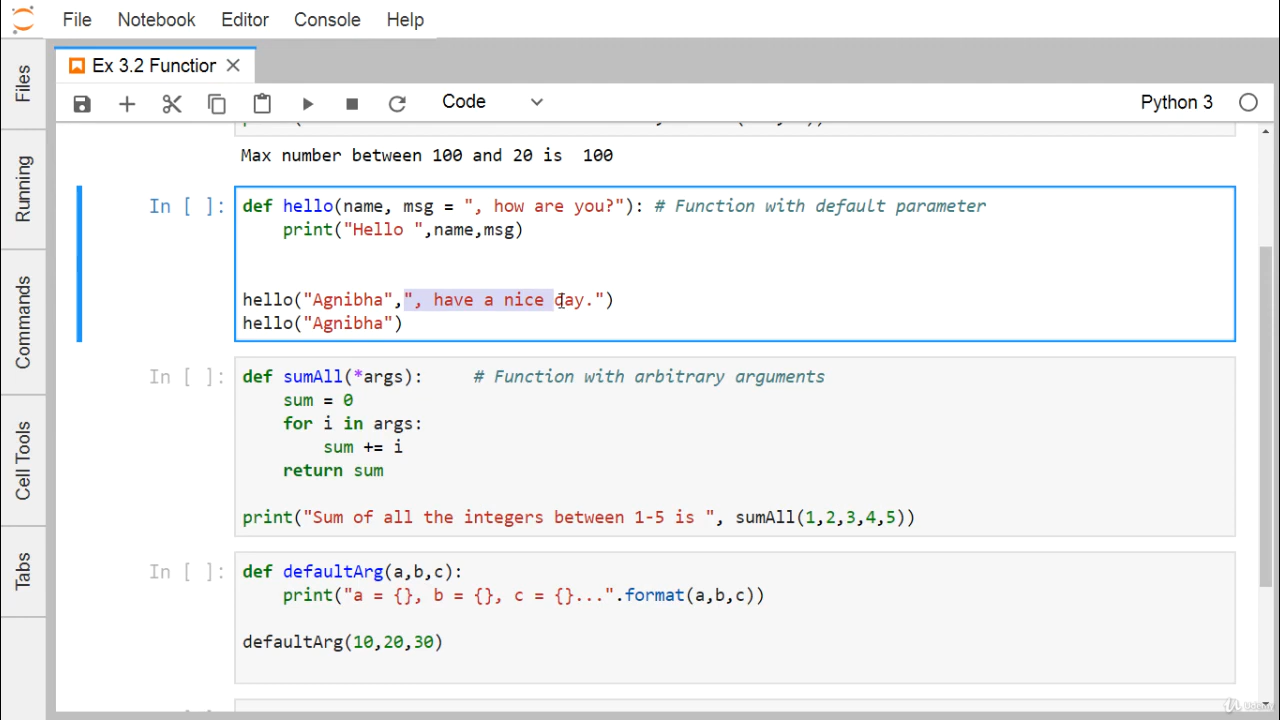 File Notebook Editor Console Help
Ex 3.2 Function
Code
Python 3
Files
Running
Commands
Cell Tools
Tabs
Max number between 100 and 20 is  100
In [ ]:
def hello(name, msg = ", how are you?"): # Function with default parameter
    print("Hello ",name,msg)
hello("Agnibha",", have a nice day.")
hello("Agnibha")
In [ ]:
def sumAll(*args):     # Function with arbitrary arguments
    sum = 0
    for i in args:
        sum += i
    return sum
print("Sum of all the integers between 1-5 is ", sumAll(1,2,3,4,5))
In [ ]:
def defaultArg(a,b,c):
    print("a = {}, b = {}, c = {}...".format(a,b,c))
defaultArg(10,20,30)
Udemy